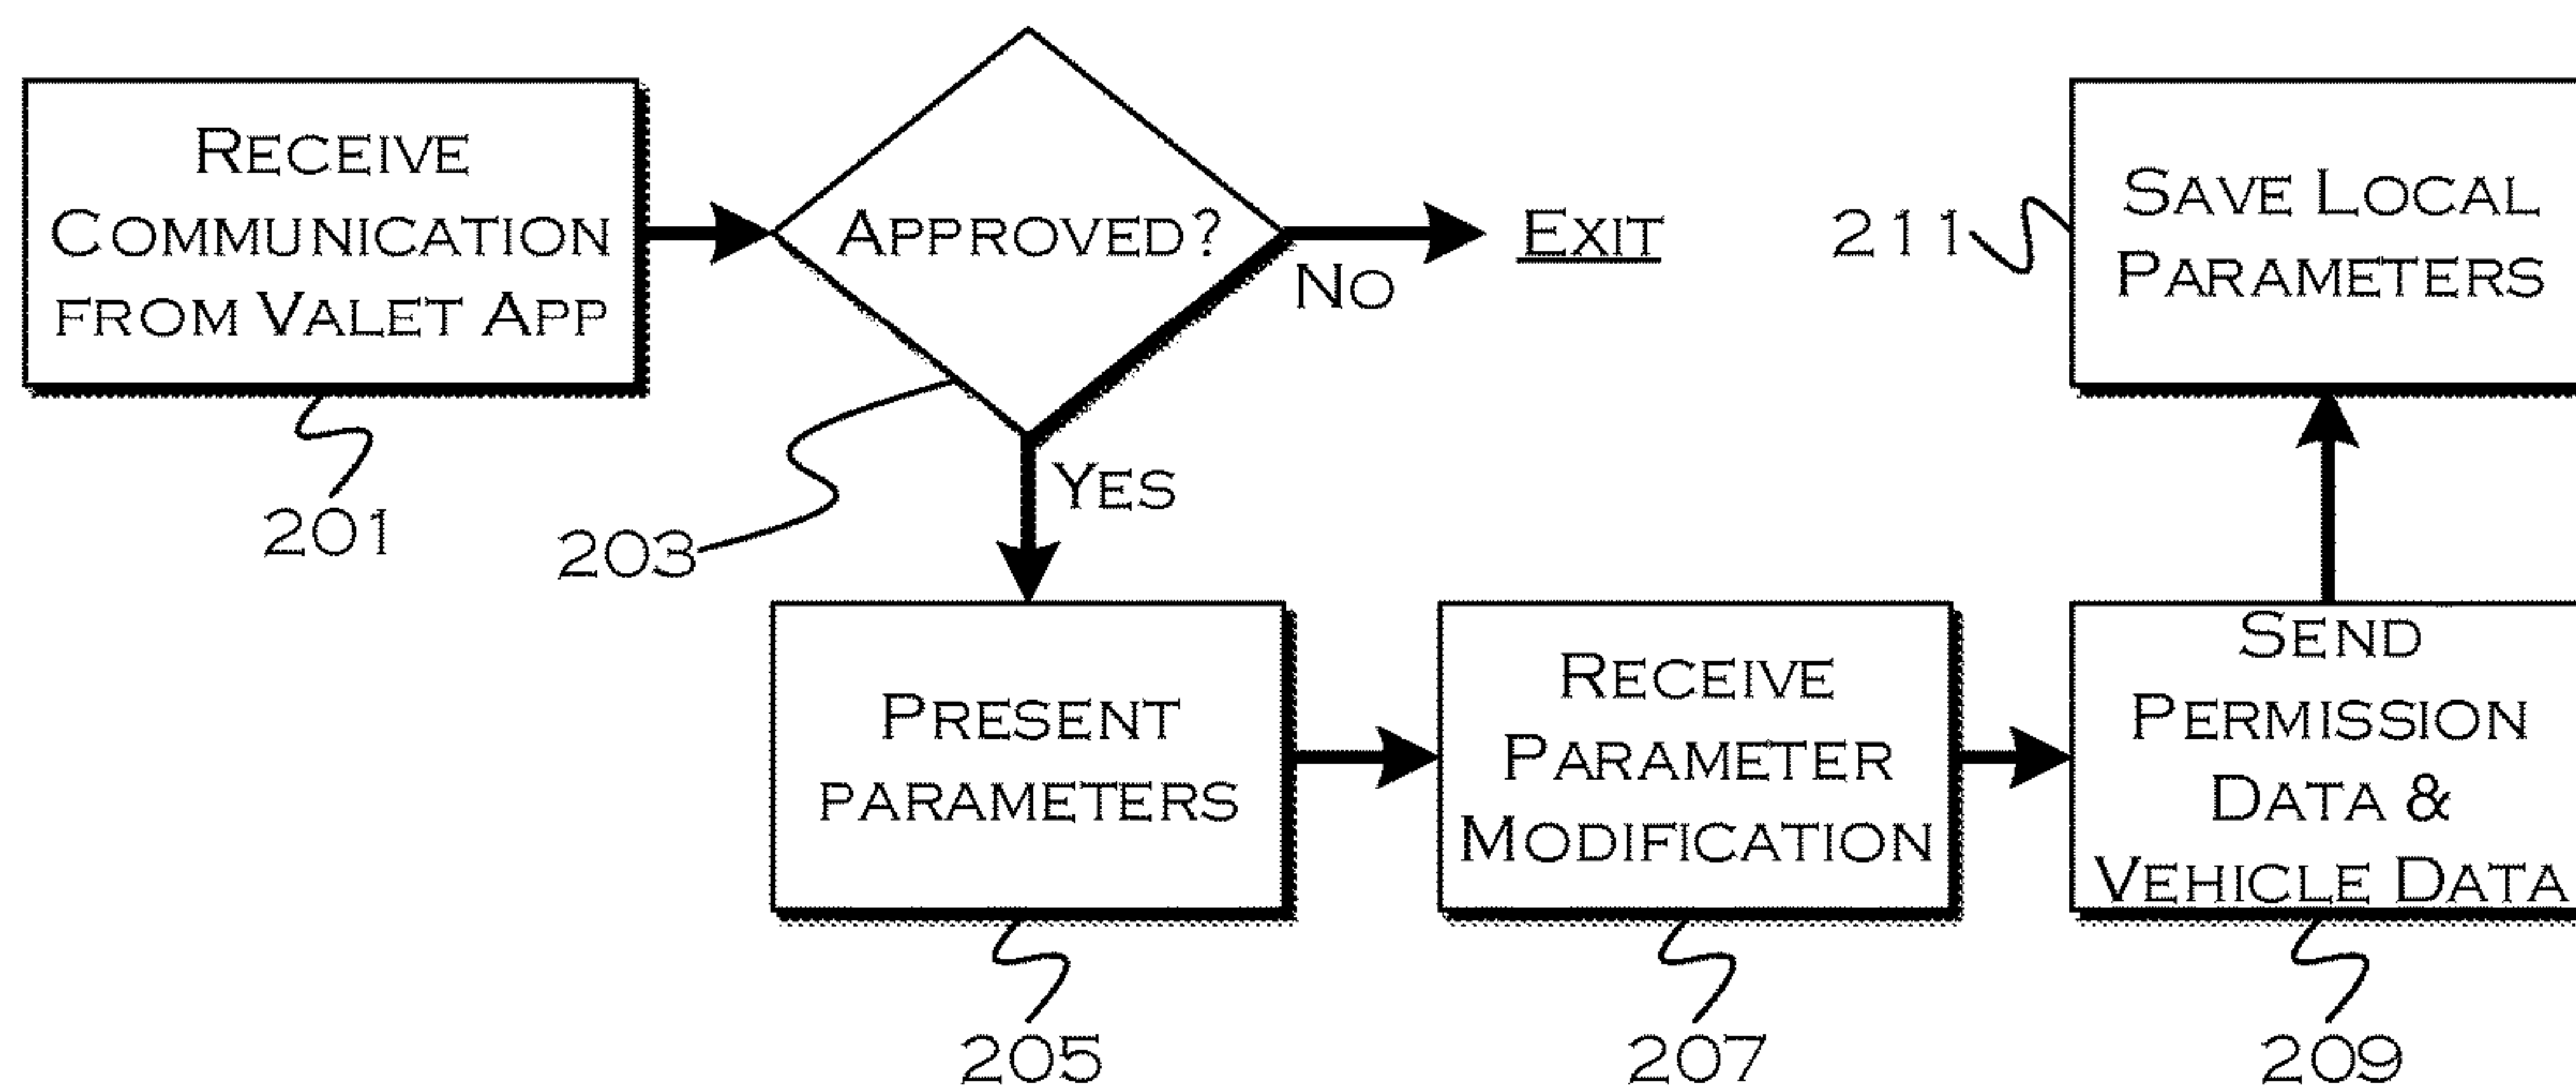 RECEIVE
COMMUNICATION
FROM VALET APP
201
APPROVED?
203
NO
EXIT
YES
PRESENT
PARAMETERS
205
RECEIVE
PARAMETER
MODIFICATION
207
SEND
PERMISSION
DATA &
VEHICLE DATA
209
SAVE LOCAL
PARAMETERS
211